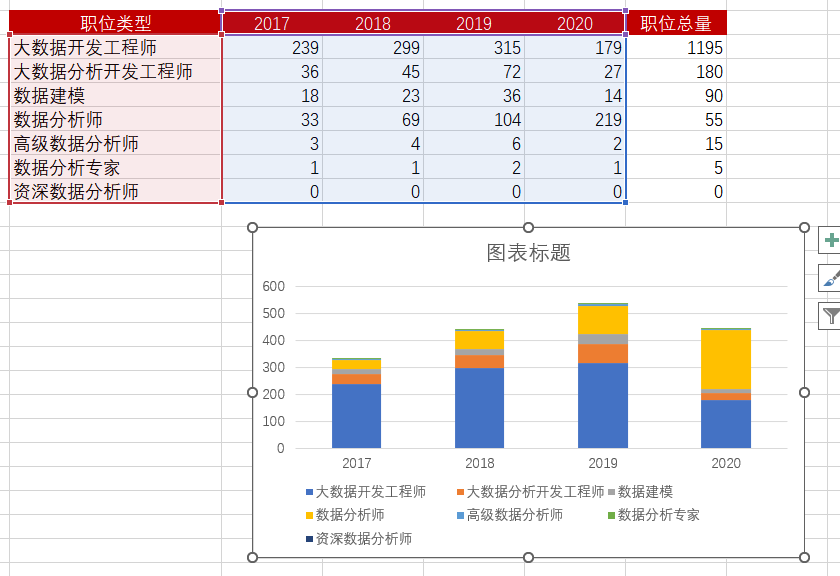 职位类型 2017 2018 2019 2020 职位总量
大数据开发工程师 239 299 315 179 1195
大数据分析开发工程师 36 45 72 27 180
数据建模 18 23 36 14 90
数据分析师 33 69 104 219 55
高级数据分析师 3 4 6 2 15
数据分析专家 1 1 2 1 5
资深数据分析师 0 0 0 0 0
图表标题
600
500
400
300
200
100
0
2017 2018 2019 2020
大数据开发工程师 大数据分析开发工程师 数据建模
数据分析师 高级数据分析师 数据分析专家
资深数据分析师